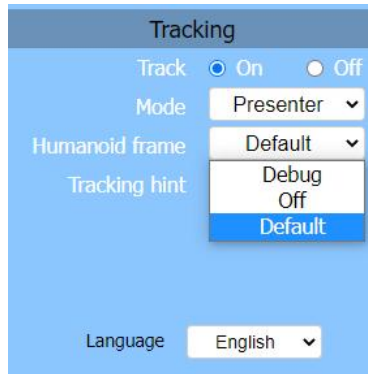 Tracking
Track On Off
Mode Presenter
Humanoid frame Default
Tracking hint Debug
Off
Default
Language English